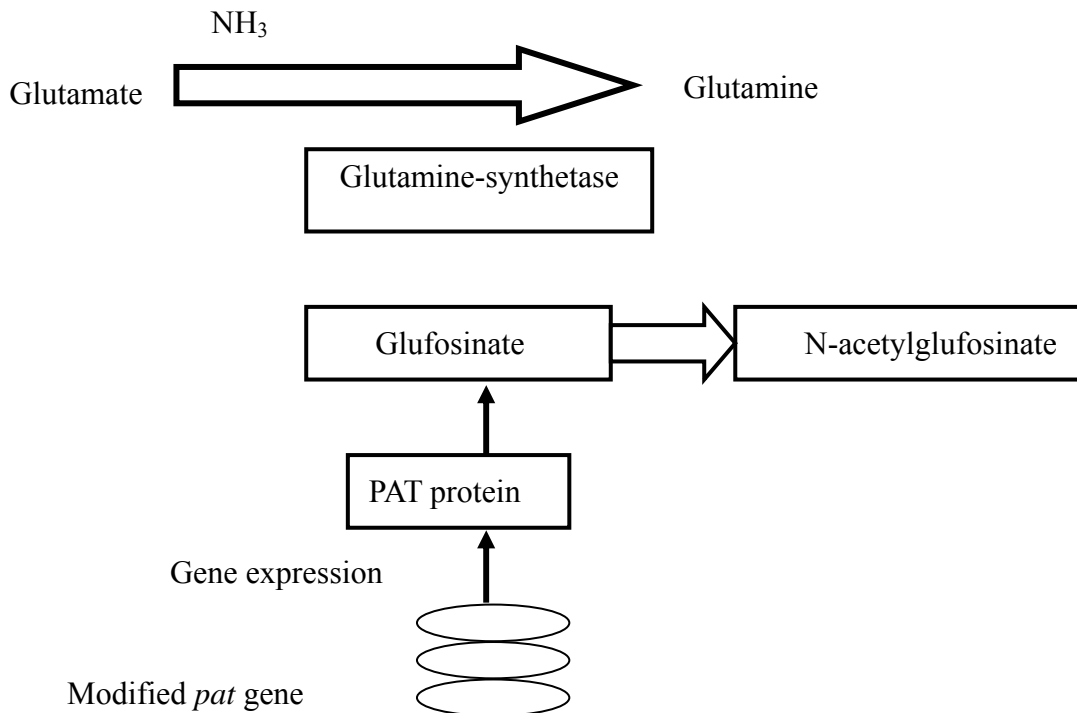 NH₃
Glutamate
Glutamine
Glutamine-synthetase
Glufosinate
N-acetylglufosinate
PAT protein
Gene expression
Modified pat gene